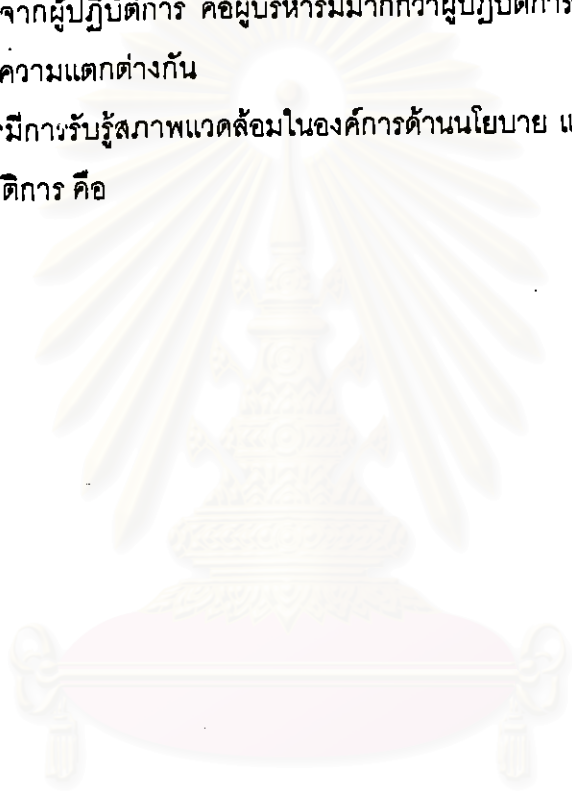 จากผู้ปฏิบัติการ คือผู้บริหารมีมากกว่าผู้ปฏิบัติการ
ความแตกต่างกัน
มีการรับรู้สภาพแวดล้อมในองค์การด้านนโยบาย แ
ติการ คือ